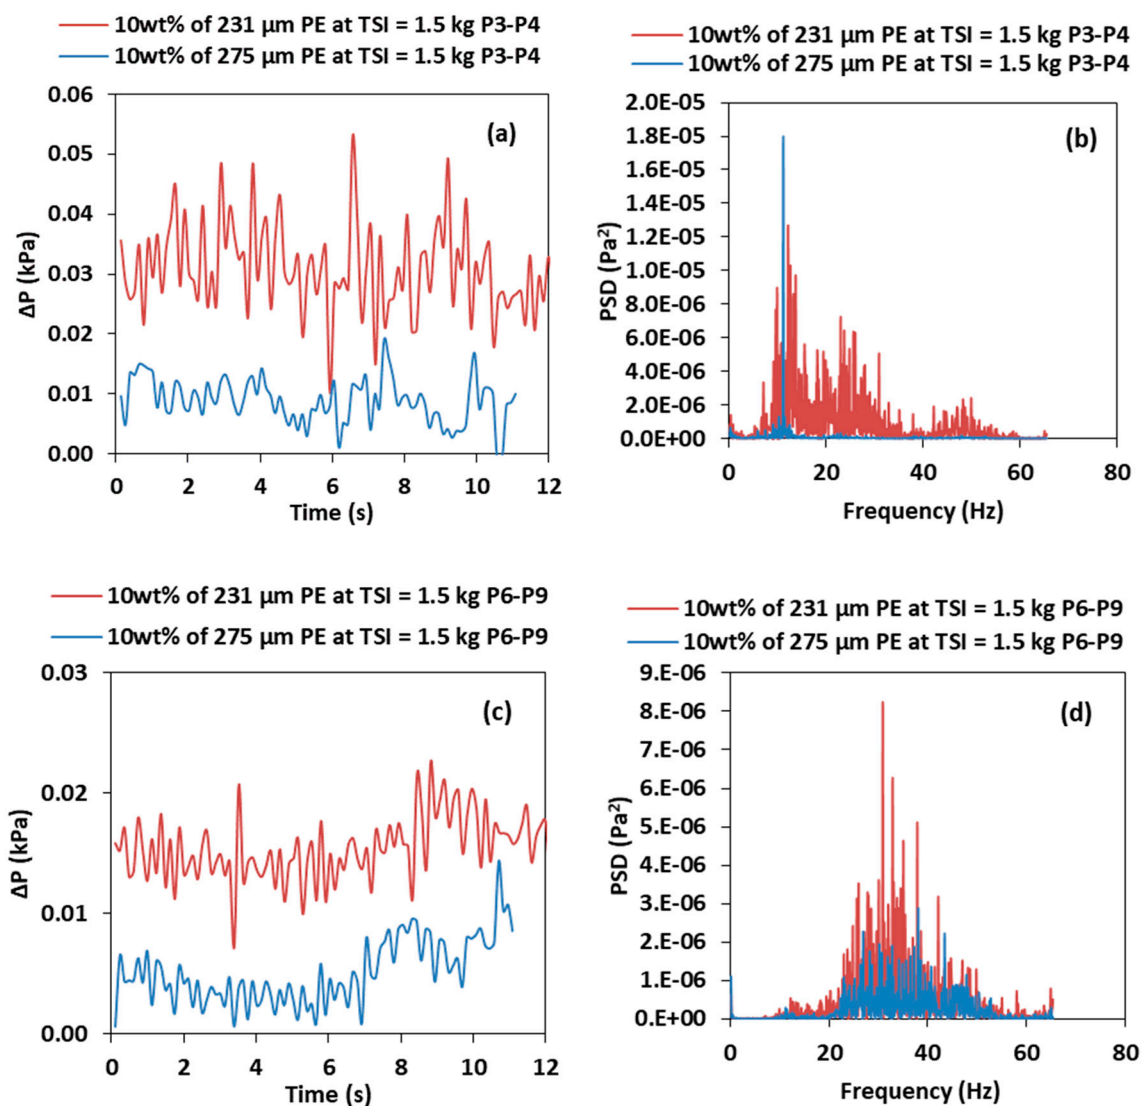 10wt% of 231 µm PE at TSI = 1.5 kg P3-P4
10wt% of 275 µm PE at TSI = 1.5 kg P3-P4
(a)
ΔP (kPa)
0.06
0.05
0.04
0.03
0.02
0.01
0.00
0 2 4 6 8 10 12
Time (s)
10wt% of 231 µm PE at TSI = 1.5 kg P3-P4
10wt% of 275 µm PE at TSI = 1.5 kg P3-P4
(b)
PSD (Pa²)
2.0E-05
1.8E-05
1.6E-05
1.4E-05
1.2E-05
1.0E-05
8.0E-06
6.0E-06
4.0E-06
2.0E-06
0.0E+00
0 20 40 60 80
Frequency (Hz)
10wt% of 231 µm PE at TSI = 1.5 kg P6-P9
10wt% of 275 µm PE at TSI = 1.5 kg P6-P9
(c)
ΔP (kPa)
0.03
0.02
0.01
0.00
0 2 4 6 8 10 12
Time (s)
10wt% of 231 µm PE at TSI = 1.5 kg P6-P9
10wt% of 275 µm PE at TSI = 1.5 kg P6-P9
(d)
PSD (Pa²)
9.E-06
8.E-06
7.E-06
6.E-06
5.E-06
4.E-06
3.E-06
2.E-06
1.E-06
0.E+00
0 20 40 60 80
Frequency (Hz)